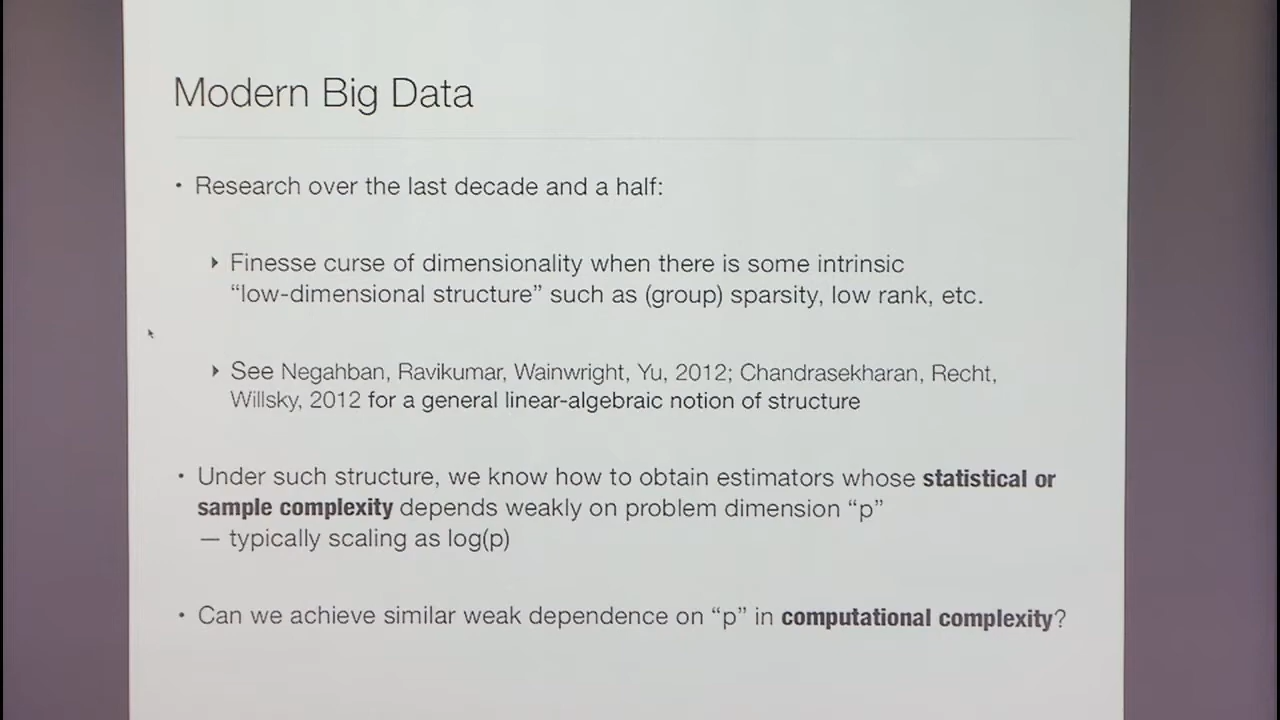 Modern Big Data
• Research over the last decade and a half:
‣ Finesse curse of dimensionality when there is some intrinsic
“low-dimensional structure” such as (group) sparsity, low rank, etc.
‣ See Negahban, Ravikumar, Wainwright, Yu, 2012; Chandrasekharan, Recht,
Willsky, 2012 for a general linear-algebraic notion of structure
• Under such structure, we know how to obtain estimators whose statistical or
sample complexity depends weakly on problem dimension “p”
— typically scaling as log(p)
• Can we achieve similar weak dependence on “p” in computational complexity?